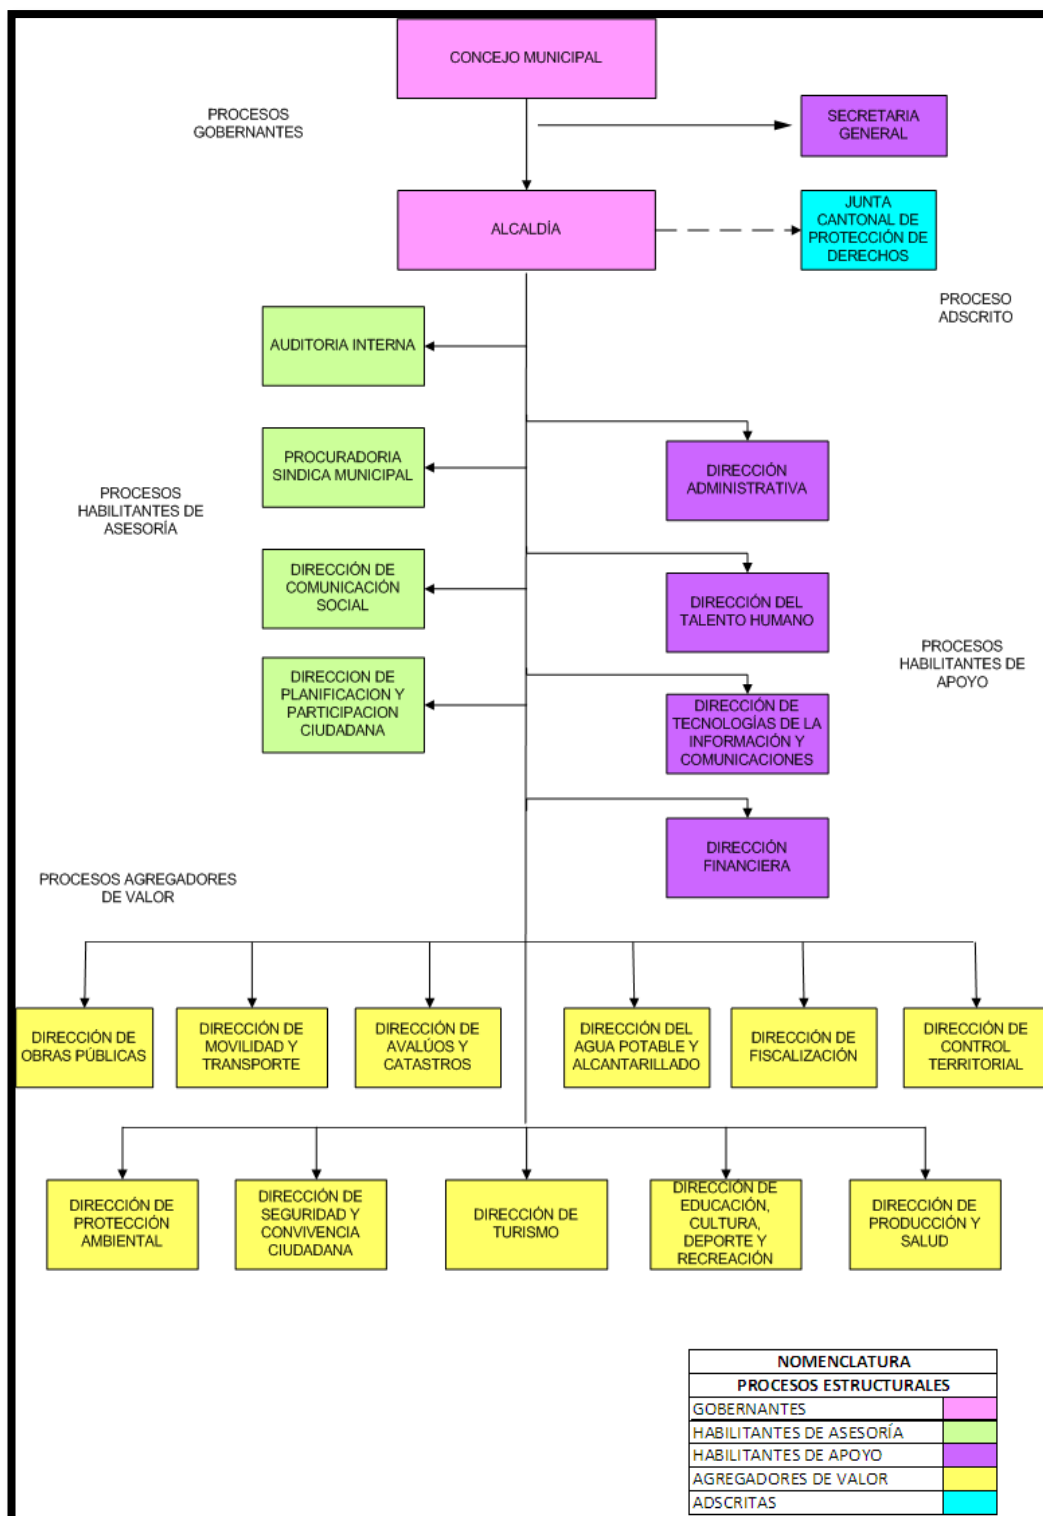 CONCEJO MUNICIPAL
PROCESOS
GOBERNANTES
SECRETARIA
GENERAL
ALCALDÍA
JUNTA
CANTONAL DE
PROTECCIÓN DE
DERECHOS
PROCESO
ADSCRITO
AUDITORIA INTERNA
PROCURADORIA
SINDICA MUNICIPAL
DIRECCIÓN
ADMINISTRATIVA
PROCESOS
HABILITANTES DE
ASESORÍA
DIRECCIÓN DE
COMUNICACIÓN
SOCIAL
DIRECCIÓN DEL
TALENTO HUMANO
PROCESOS
HABILITANTES DE
APOYO
DIRECCION DE
PLANIFICACION Y
PARTICIPACION
CIUDADANA
DIRECCIÓN DE
TECNOLOGÍAS DE LA
INFORMACIÓN Y
COMUNICACIONES
DIRECCIÓN
FINANCIERA
PROCESOS AGREGADORES
DE VALOR
DIRECCIÓN DE
OBRAS PÚBLICAS
DIRECCIÓN DE
MOVILIDAD Y
TRANSPORTE
DIRECCIÓN DE
AVALÚOS Y
CATASTROS
DIRECCIÓN DEL
AGUA POTABLE Y
ALCANTARILLADO
DIRECCIÓN DE
FISCALIZACIÓN
DIRECCIÓN DE
CONTROL
TERRITORIAL
DIRECCIÓN DE
PROTECCIÓN
AMBIENTAL
DIRECCIÓN DE
SEGURIDAD Y
CONVIVENCIA
CIUDADANA
DIRECCIÓN DE
TURISMO
DIRECCIÓN DE
EDUCACIÓN,
CULTURA,
DEPORTE Y
RECREACIÓN
DIRECCIÓN DE
PRODUCCIÓN Y
SALUD
NOMENCLATURA
PROCESOS ESTRUCTURALES
GOBERNANTES
HABILITANTES DE ASESORÍA
HABILITANTES DE APOYO
AGREGADORES DE VALOR
ADSCRITAS